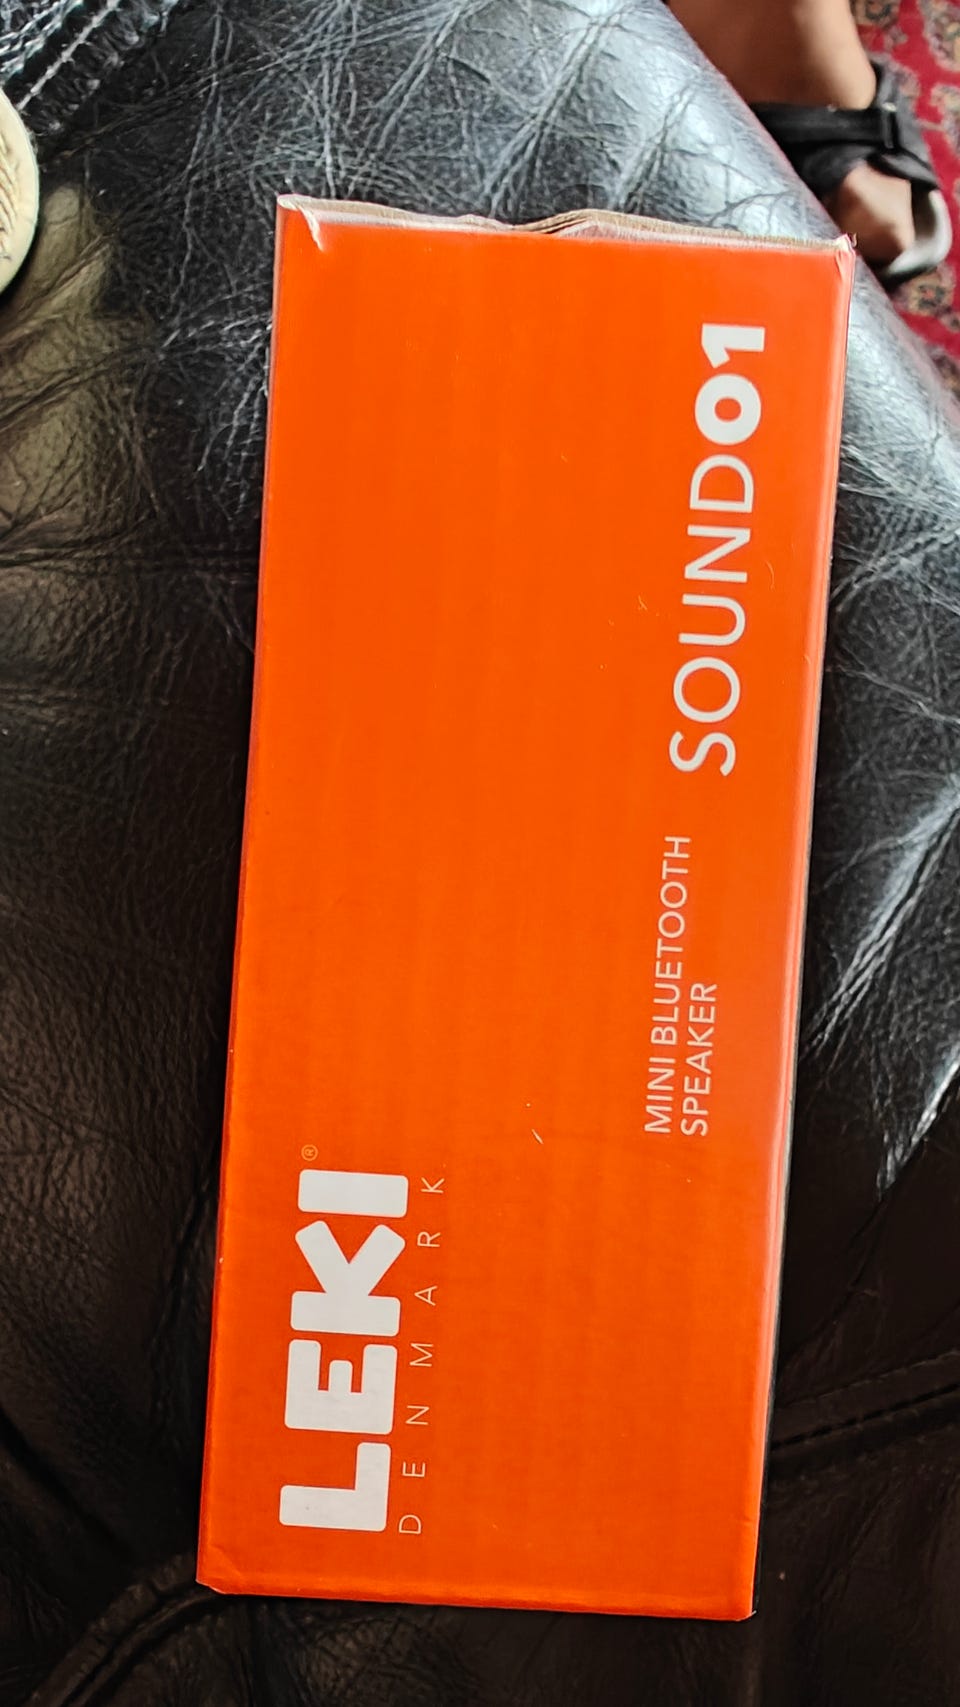 LEKI®
DENMARK
MINI BLUETOOTH
SPEAKER
SOUND01